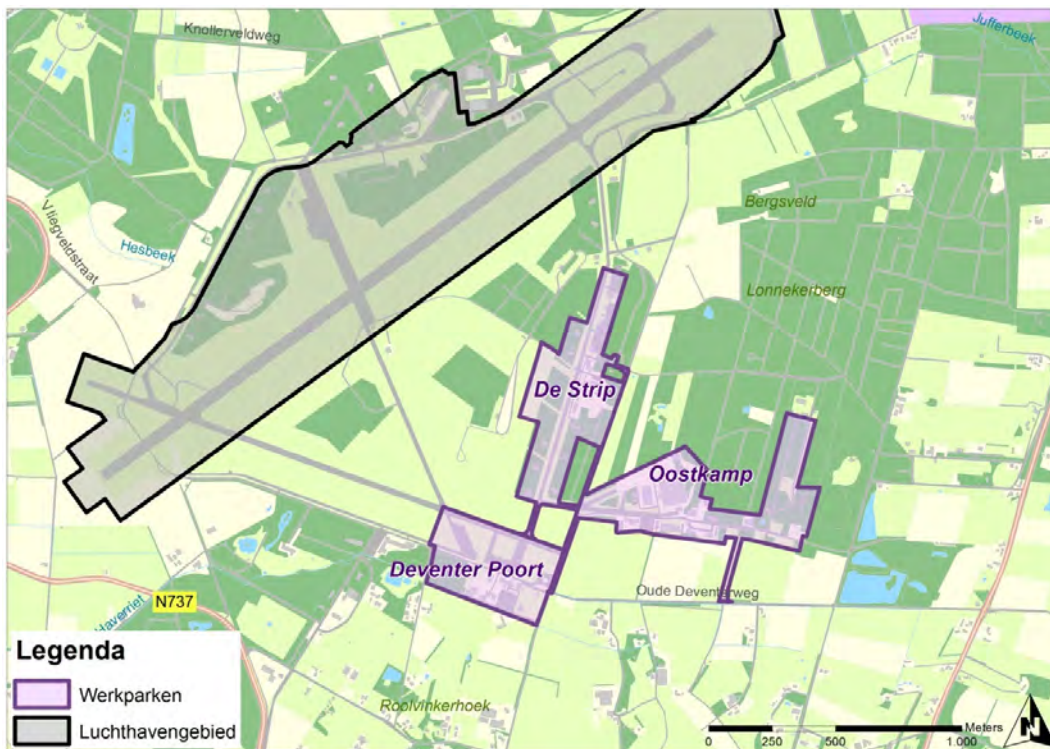 Knollerveldweg
Jufferbeek
Vliegveldstraat
Hesbeek
Bergsveld
Lonnekerberg
De Strip
Oostkamp
Deventer Poort
Oude Deventerweg
N737
Haverriet
Roolvinkerhoek
Legenda
Werkparken
Luchthavengebied
Meters
0 250 500 1.000
N